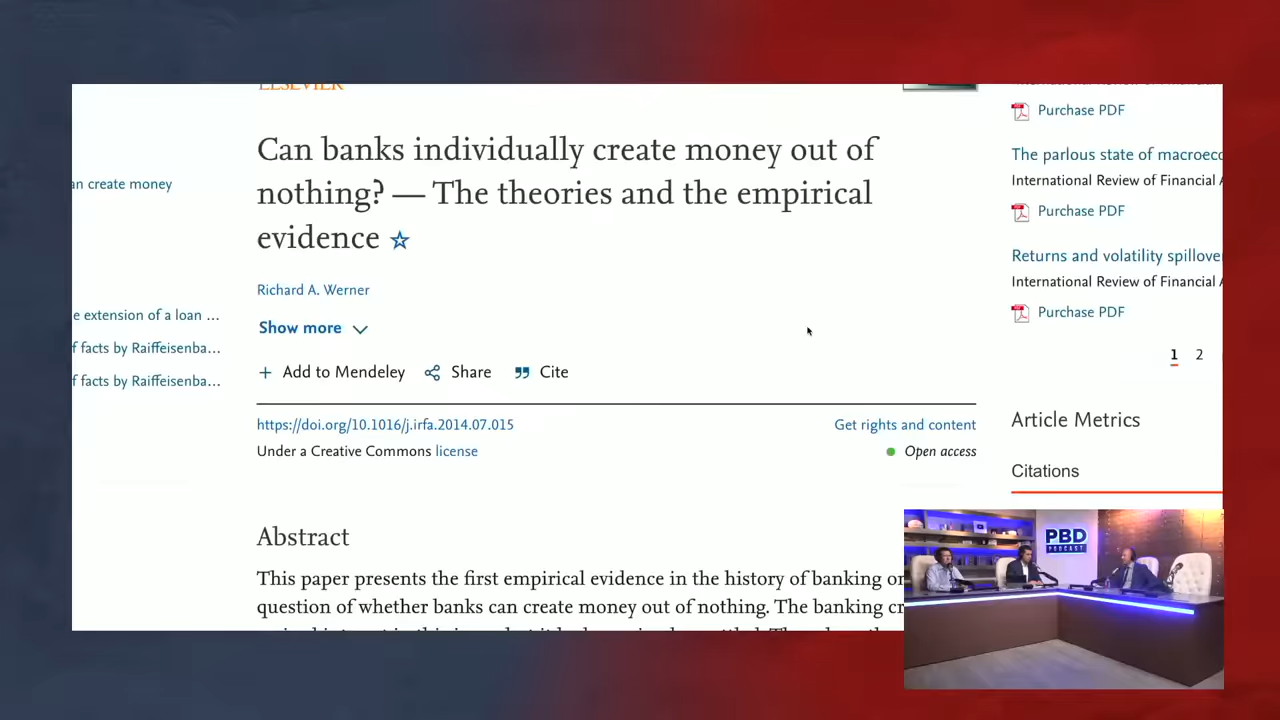 ELSEVIER
Can banks individually create money out of
nothing? — The theories and the empirical
evidence
Richard A. Werner
Show more
Add to Mendeley
Share
Cite
https://doi.org/10.1016/j.irfa.2014.07.015
Get rights and content
Under a Creative Commons license
Open access
Abstract
This paper presents the first empirical evidence in the history of banking on
question of whether banks can create money out of nothing. The banking cr
an create money
e extension of a loan ...
f facts by Raiffeisenba...
f facts by Raiffeisenba...
Purchase PDF
The parlous state of macroeco
International Review of Financial A
Purchase PDF
Returns and volatility spillove
International Review of Financial A
Purchase PDF
1 2
Article Metrics
Citations
PBD
PODCAST